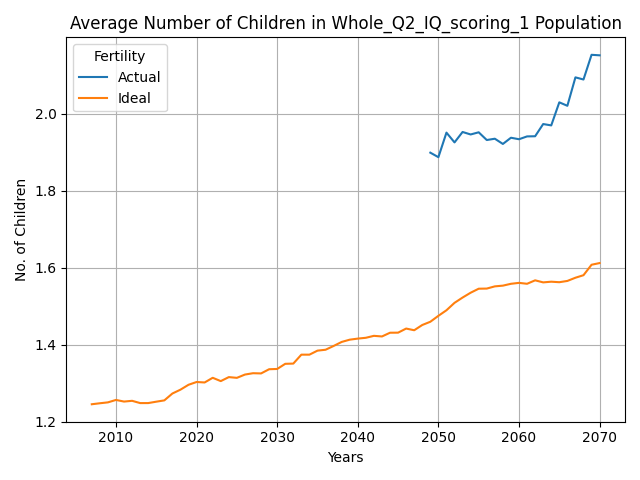 Average Number of Children in Whole_Q2_IQ_scoring_1 Population
Fertility
Actual
Ideal
No. of Children
2.0
1.8
1.6
1.4
1.2
2010
2020
2030
2040
2050
2060
2070
Years